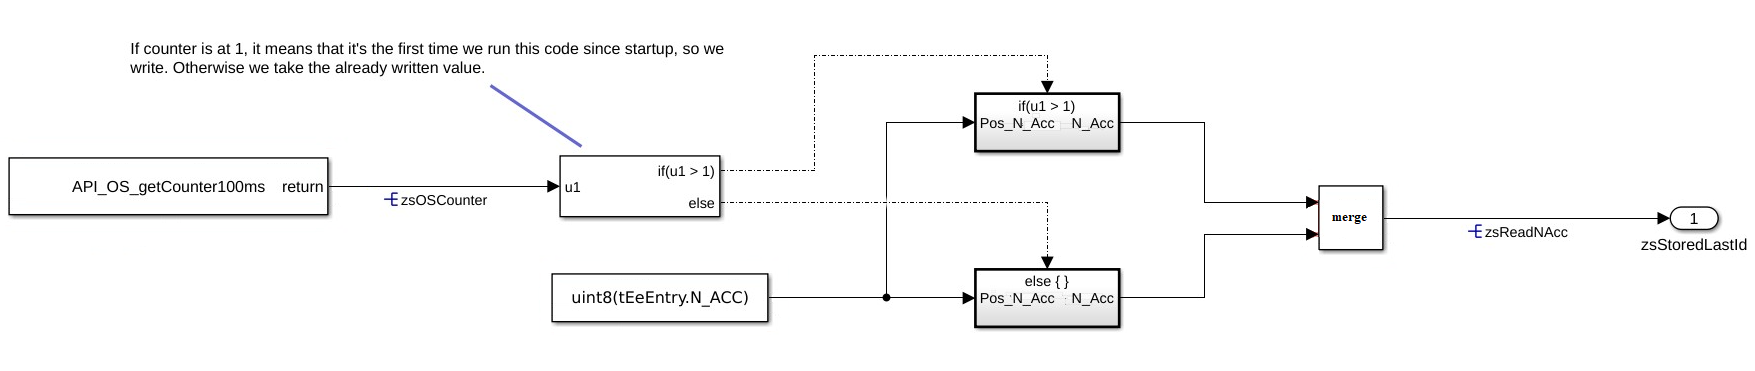 If counter is at 1, it means that it's the first time we run this code since startup, so we
write. Otherwise we take the already written value.
API_OS_getCounter100ms return
zsOSCounter
u1
if(u1 > 1)
else
uint8(tEeEntry.N_ACC)
if(u1 > 1)
Pos_N_Acc N_Acc
else { }
Pos_N_Acc N_Acc
merge
zsReadNAcc
1
zsStoredLastId